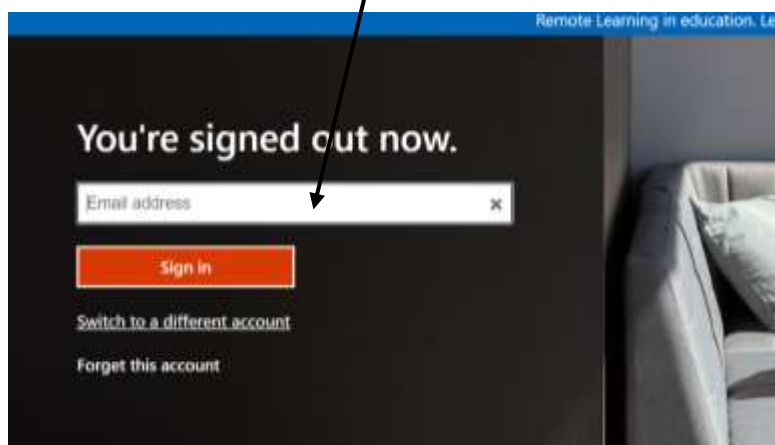 Remote Learning in education. Le
You're signed out now.
Email address
Sign in
Switch to a different account
Forget this account